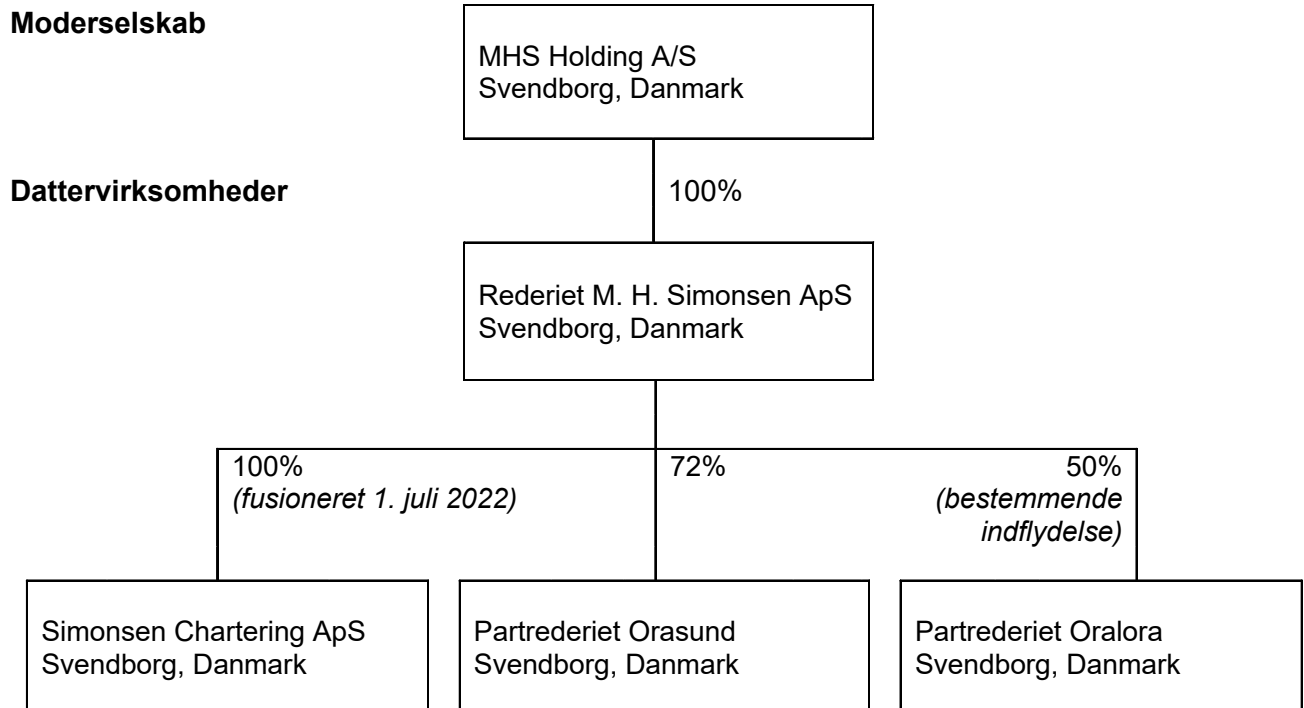 Moderselskab
MHS Holding A/S
Svendborg, Danmark
Dattervirksomheder
100%
Rederiet M. H. Simonsen ApS
Svendborg, Danmark
100%
(fusioneret 1. juli 2022)
72%
50%
(bestemmende
indflydelse)
Simonsen Chartering ApS
Svendborg, Danmark
Partrederiet Orasund
Svendborg, Danmark
Partrederiet Oralora
Svendborg, Danmark